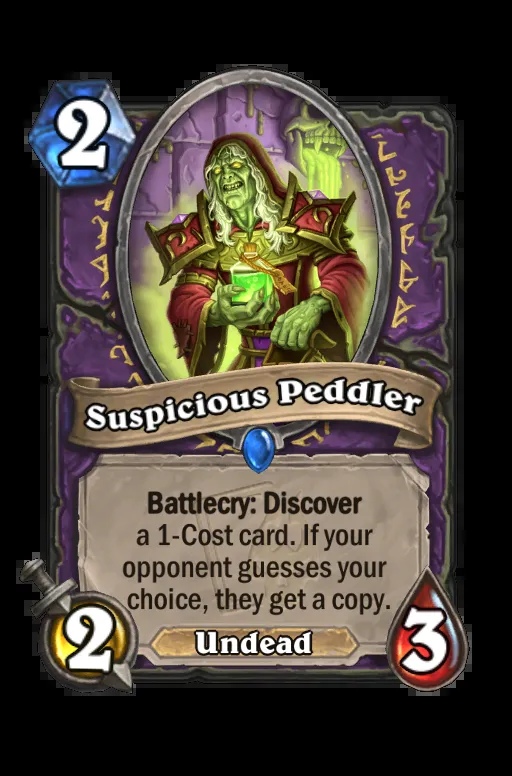 2
Suspicious Peddler
Battlecry: Discover
a 1-Cost card. If your
opponent guesses your
choice, they get a copy.
2
Undead
3